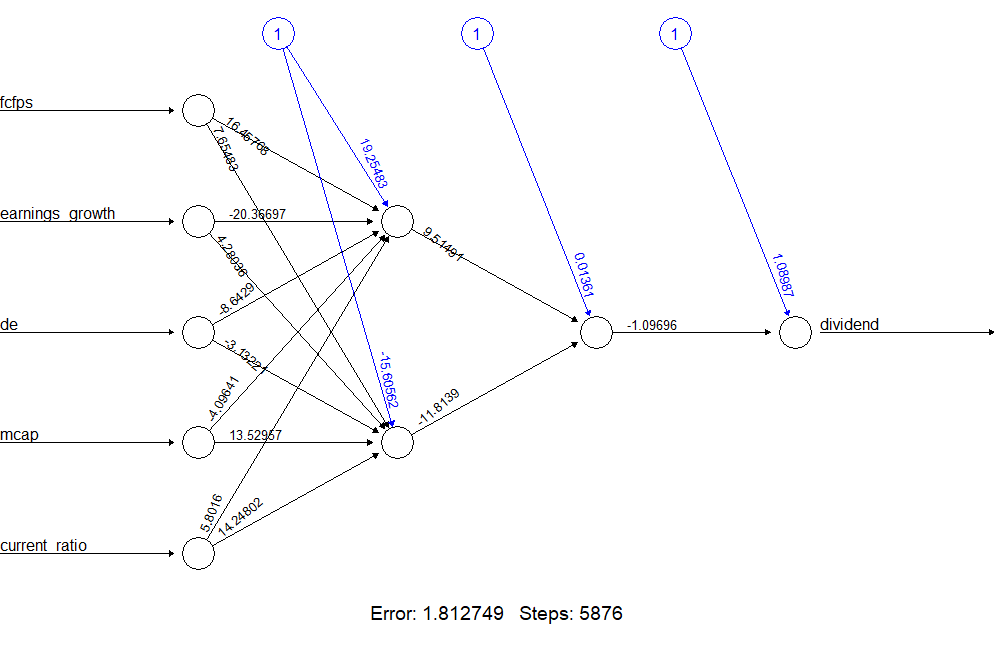 1
1
1
fcfps
16.45768
7.65483
19.25483
earnings_growth
-20.36697
4.28036
9.51491
0.01361
1.08987
de
-8.6429
-3.13221
-1.09696
dividend
-15.60562
mcap
-4.09641
13.52957
-11.8139
current_ratio
5.8016
14.24802
Error: 1.812749 Steps: 5876